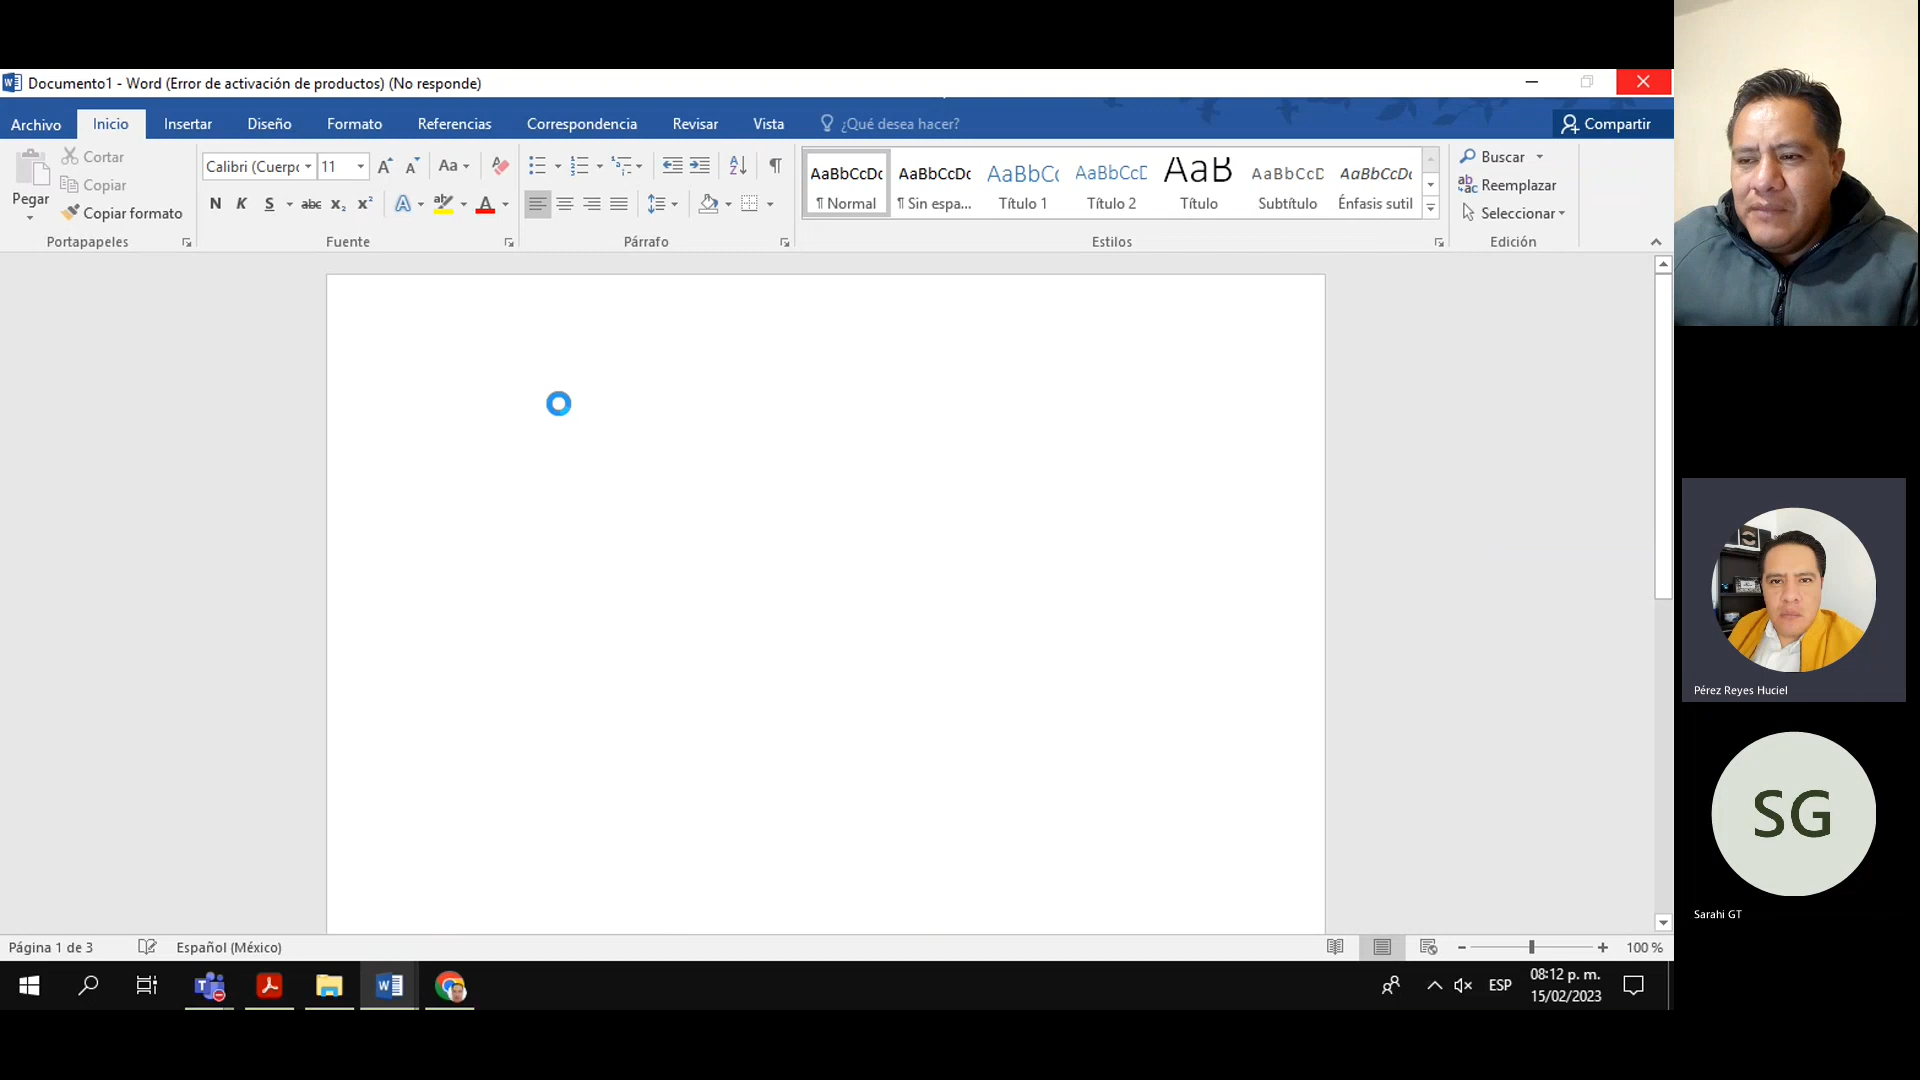 Documento1 - Word (Error de activación de productos) (No responde)
Archivo Inicio Insertar Diseño Formato Referencias Correspondencia Revisar Vista ¿Qué desea hacer? Compartir
Pegar
Cortar
Copiar
Copiar formato
Portapapeles
Calibri (Cuerpo 11
Aa
N K S abc x₂ x² A A
Fuente
Párrafo
AaBbCcDc AaBbCcDc AaBbCc AaBbCcD AaB AaBbCcD AaBbCcDc
¶ Normal ¶ Sin espa... Título 1 Título 2 Título Subtítulo Énfasis sutil
Estilos
Buscar
Reemplazar
Seleccionar
Edición
Página 1 de 3 Español (México) 100 %
ESP
08:12 p. m.
15/02/2023
Pérez Reyes Huciel
SG
Sarahi GT